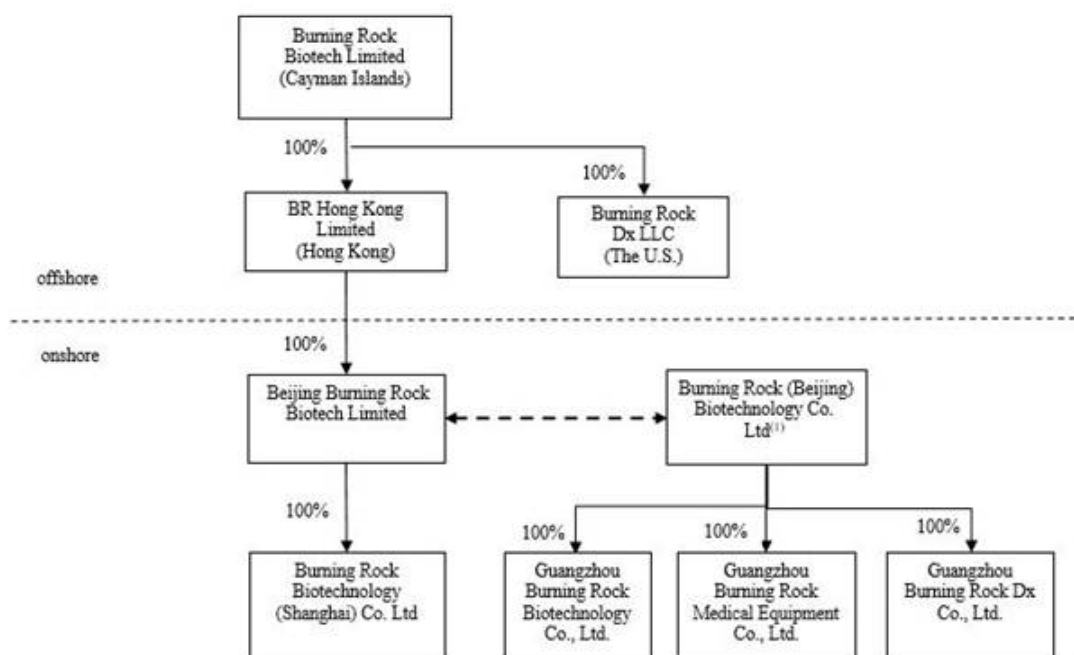 Burning Rock
Biotech Limited
(Cayman Islands)
100%
100%
BR Hong Kong
Limited
(Hong Kong)
Burning Rock
Dx LLC
(The U.S.)
offshore
onshore
100%
Beijing Burning Rock
Biotech Limited
Burning Rock (Beijing)
Biotechnology Co.
Ltd(1)
100%
100%
100%
100%
Burning Rock
Biotechnology
(Shanghai) Co. Ltd
Guangzhou
Burning Rock
Biotechnology
Co., Ltd.
Guangzhou
Burning Rock
Medical Equipment
Co., Ltd.
Guangzhou
Burning Rock Dx
Co., Ltd.